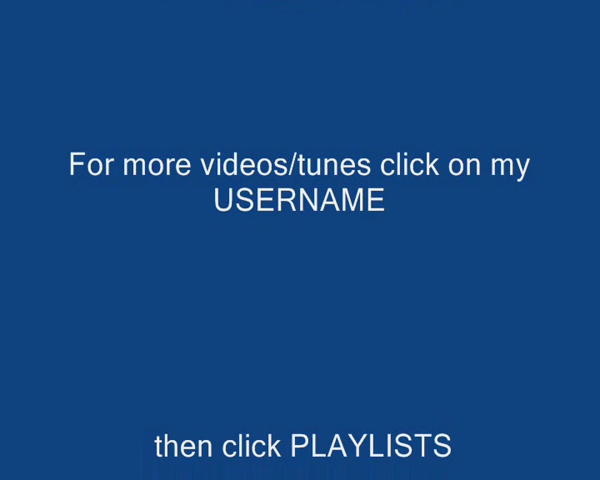 For more videos/tunes click on my
USERNAME
then click PLAYLISTS